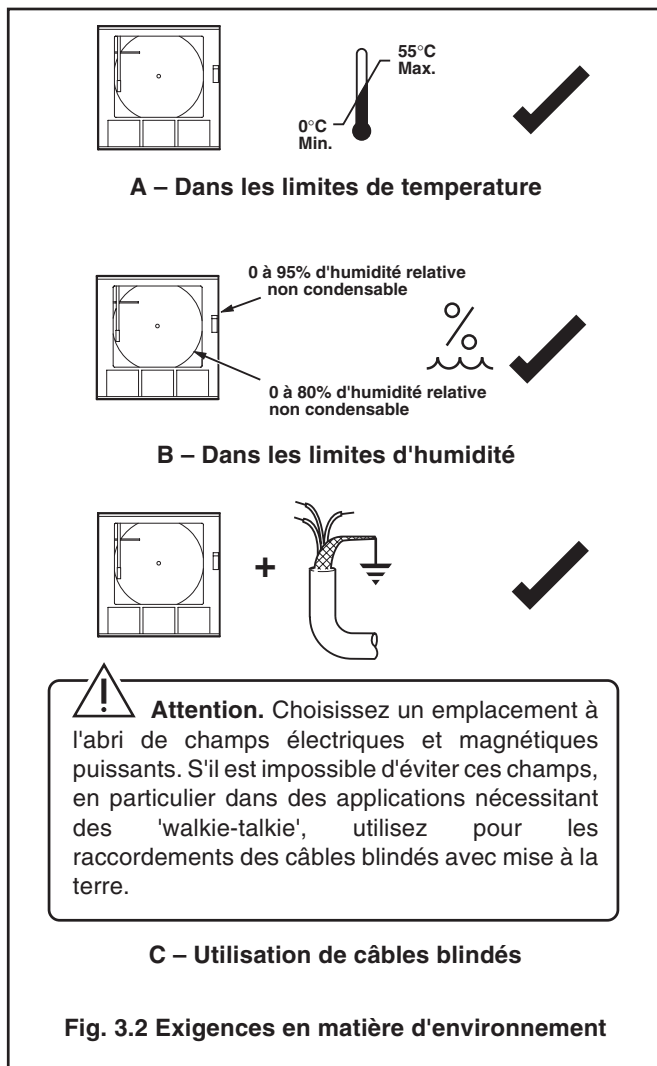 55°C
Max.
0°C
Min.
A – Dans les limites de temperature
0 à 95% d'humidité relative
non condensable
%
0 à 80% d'humidité relative
non condensable
B – Dans les limites d'humidité
+
! Attention. Choisissez un emplacement à
l'abri de champs électriques et magnétiques
puissants. S'il est impossible d'éviter ces champs,
en particulier dans des applications nécessitant
des 'walkie-talkie', utilisez pour les
raccordements des câbles blindés avec mise à la
terre.
C – Utilisation de câbles blindés
Fig. 3.2 Exigences en matière d'environnement